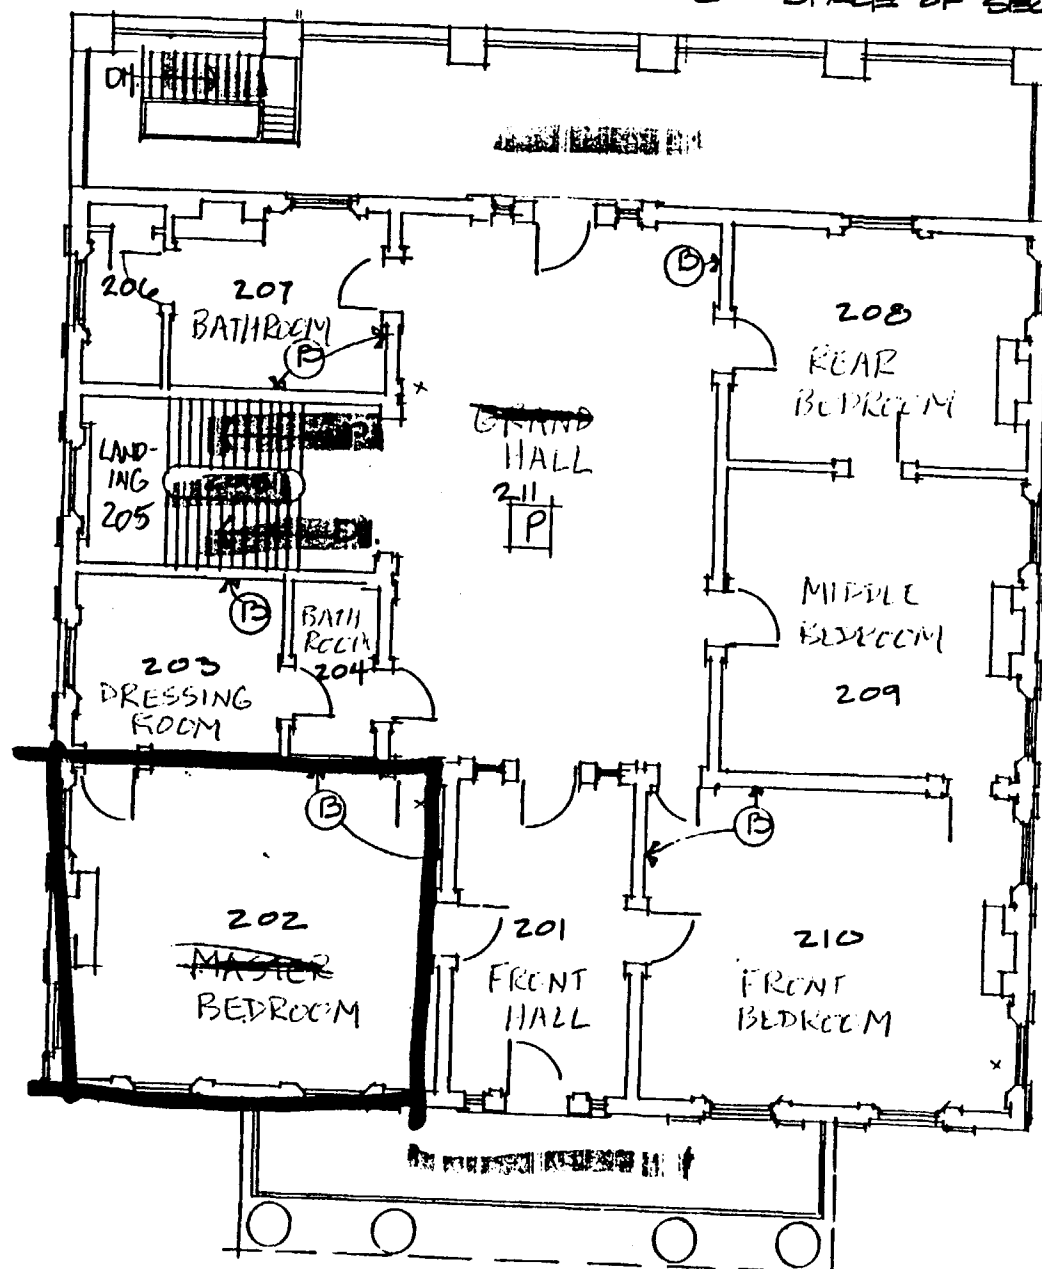 OF
DN
206
207
BATHROOM
B
B
208
REAR
BEDROOM
LAND-
ING
205
GRAND
HALL
211
P
B
BATH
ROOM
204
203
DRESSING
ROOM
MIDDLE
BEDROOM
209
B
B
202
MASTER
BEDROOM
201
FRONT
HALL
210
FRONT
BEDROOM